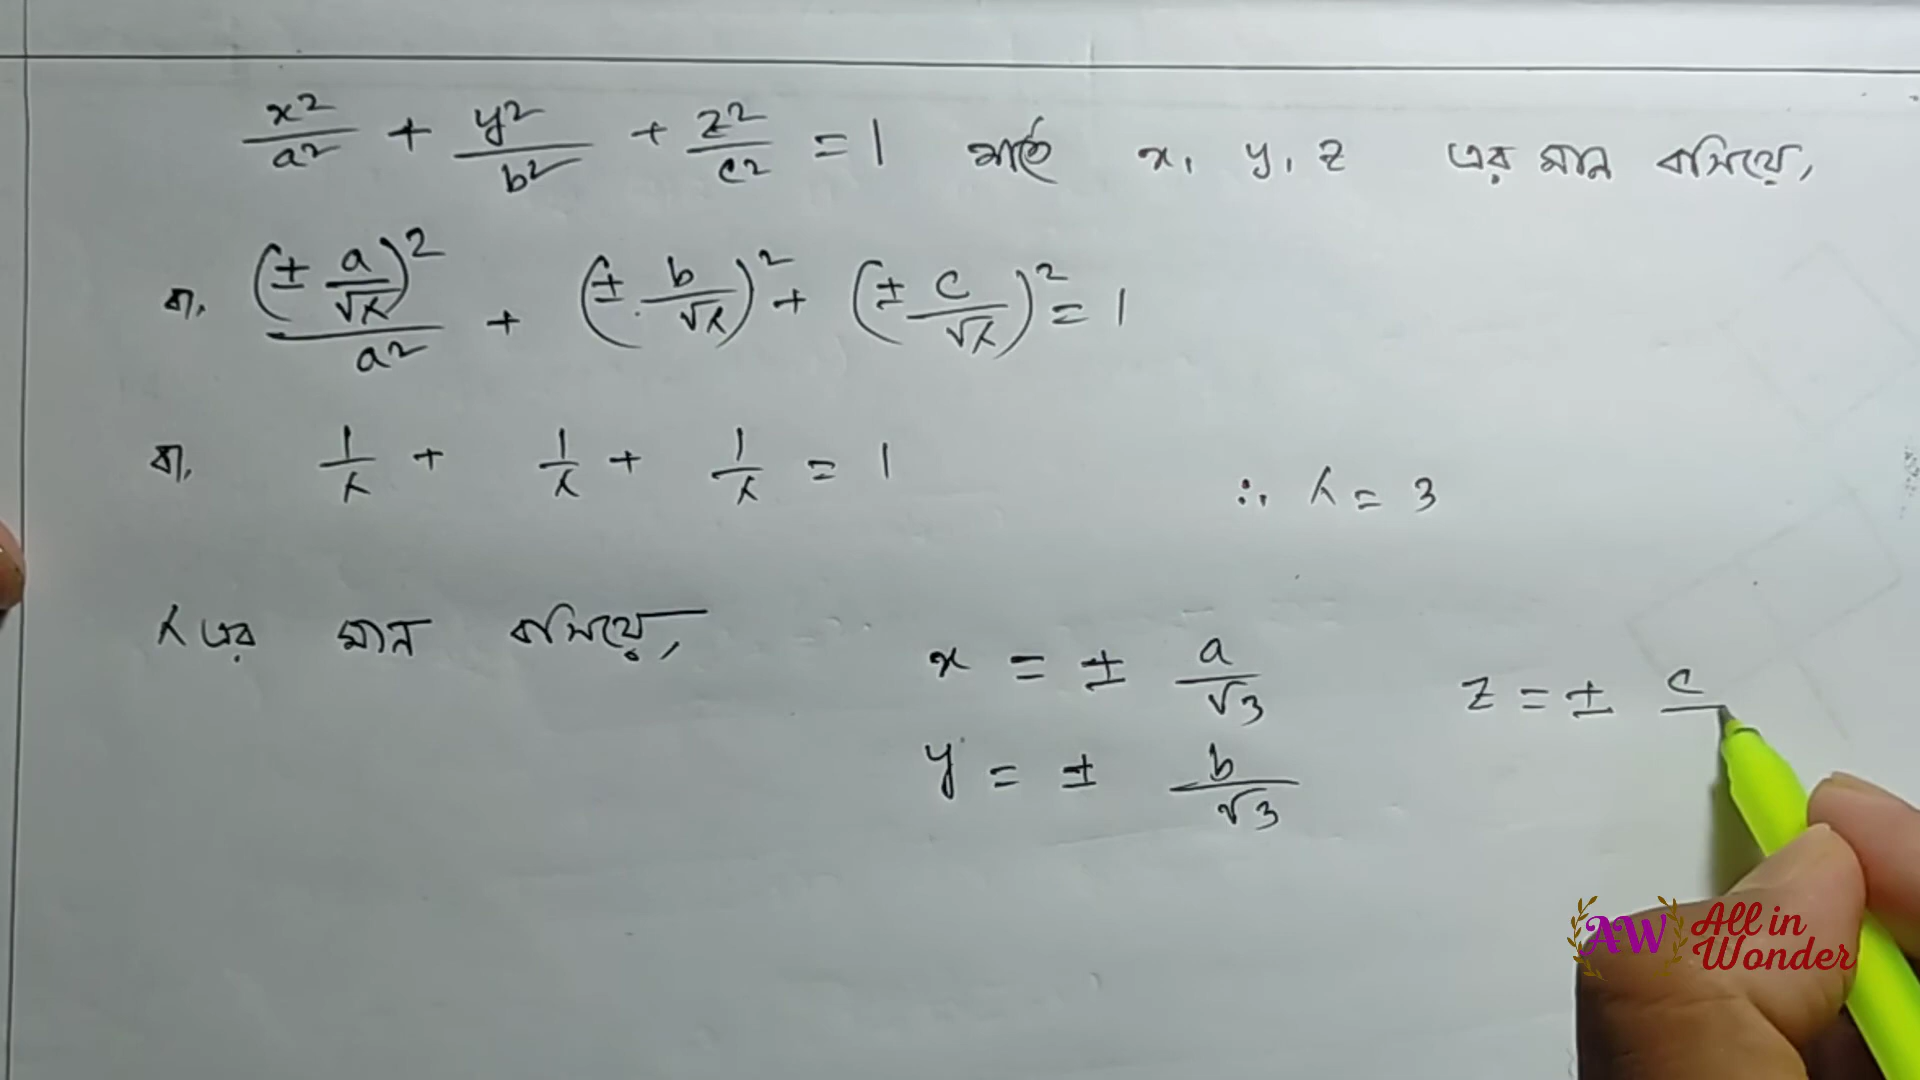 x²/a² + y²/b² + z²/c² = 1 x, y, z এর মান বসিয়ে,
বা, (± a/√λ)²/a² + (± b/√λ)² + (± c/√λ)² = 1
বা, 1/λ + 1/λ + 1/λ = 1 ∴ λ = 3
λ এর মান বসিয়ে, x = ± a/√3 z = ± c
y = ± b/√3
AW All in Wonder